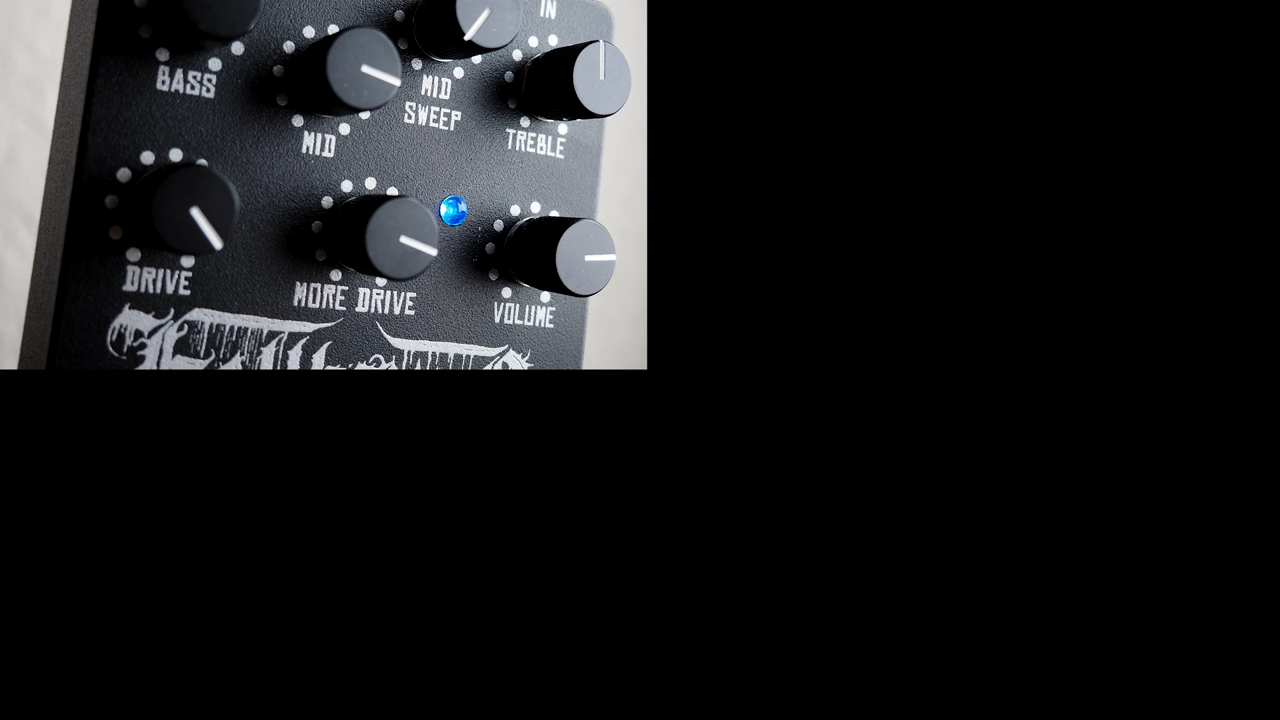 IN
BASS
MID
SWEEP
MID
TREBLE
DRIVE
MORE DRIVE
VOLUME